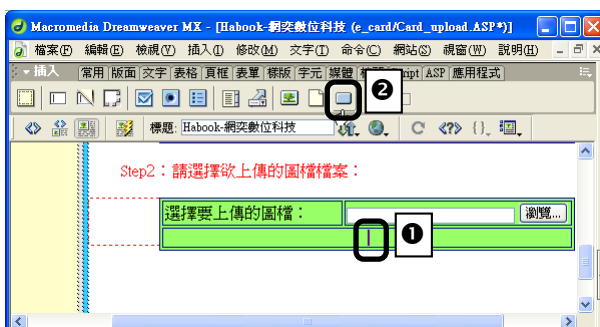 Macromedia Dreamweaver MX - [Habook-網奕數位科技 (e_card/Card_upload.ASP*)]
檔案(F) 編輯(E) 檢視(V) 插入(I) 修改(M) 文字(T) 命令(C) 網站(S) 視窗(W) 說明(H)
插入 常用 版面 文字 表格 頁框 表單 樣版 字元 媒體 ASP 應用程式
❷
標題: Habook-網奕數位科技
Step2：請選擇欲上傳的圖檔檔案：
選擇要上傳的圖檔： 瀏覽...
❶